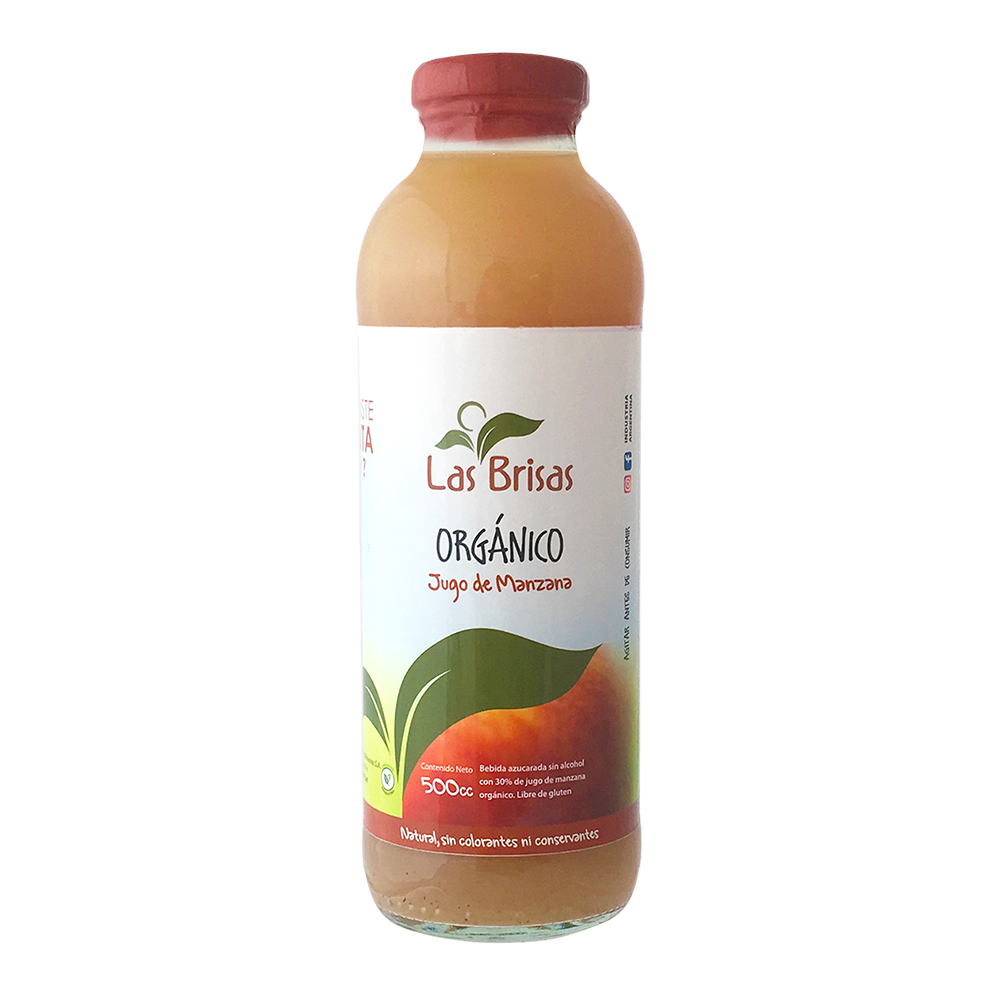 Las Brisas
ORGÁNICO
Jugo de Manzana
Contenido Neto
500cc
Bebida azucarada sin alcohol
con 30% de jugo de manzana
orgánico. Libre de gluten
Natural, sin colorantes ni conservantes
INDUSTRIA
ARGENTINA
AGITAR ANTES DE CONSUMIR